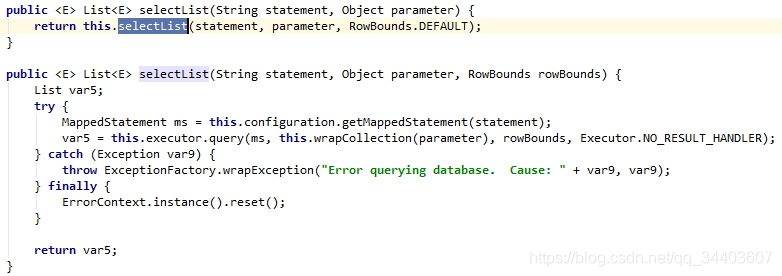 public <E> List<E> selectList(String statement, Object parameter) {
    return this.selectList(statement, parameter, RowBounds.DEFAULT);
}
public <E> List<E> selectList(String statement, Object parameter, RowBounds rowBounds) {
    List var5;
    try {
        MappedStatement ms = this.configuration.getMappedStatement(statement);
        var5 = this.executor.query(ms, this.wrapCollection(parameter), rowBounds, Executor.NO_RESULT_HANDLER);
    } catch (Exception var9) {
        throw ExceptionFactory.wrapException("Error querying database.  Cause: " + var9, var9);
    } finally {
        ErrorContext.instance().reset();
    }
    return var5;
}
https://blog.csdn.net/qq_34403607